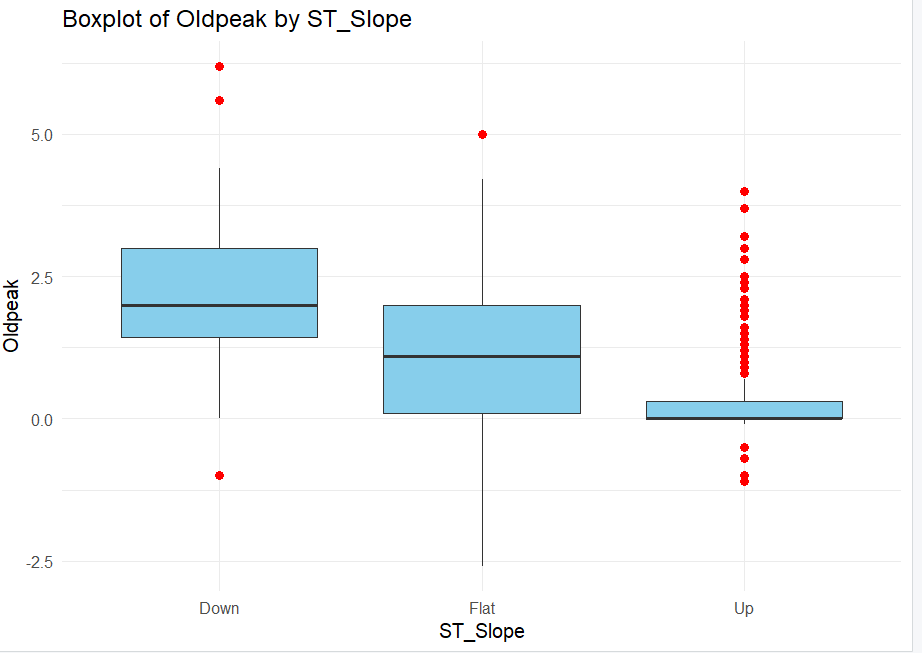 Boxplot of Oldpeak by ST_Slope
5.0
2.5
0.0
-2.5
Oldpeak
Down Flat Up
ST_Slope